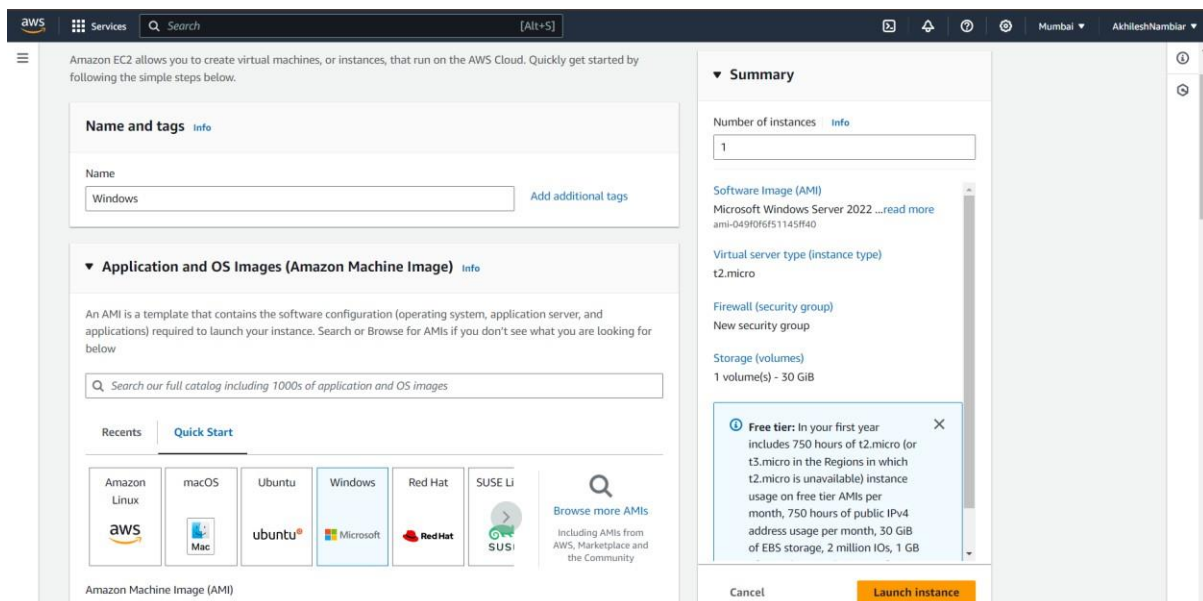 aws
Services
Search
[Alt+S]
Mumbai
AkhileshNambiar
Amazon EC2 allows you to create virtual machines, or instances, that run on the AWS Cloud. Quickly get started by
following the simple steps below.
Name and tags Info
Name
Windows
Add additional tags
Application and OS Images (Amazon Machine Image) Info
An AMI is a template that contains the software configuration (operating system, application server, and
applications) required to launch your instance. Search or Browse for AMIs if you don't see what you are looking for
below
Search our full catalog including 1000s of application and OS images
Recents
Quick Start
Amazon
Linux
aws
macOS
Mac
Ubuntu
ubuntu
Windows
Microsoft
Red Hat
Red Hat
SUSE Li
SUS
Browse more AMIs
Including AMIs from
AWS, Marketplace and
the Community
Amazon Machine Image (AMI)
Summary
Number of instances Info
1
Software Image (AMI)
Microsoft Windows Server 2022 ...read more
ami-049f0f6f51145ff40
Virtual server type (instance type)
t2.micro
Firewall (security group)
New security group
Storage (volumes)
1 volume(s) - 30 GiB
Free tier: In your first year
includes 750 hours of t2.micro (or
t3.micro in the Regions in which
t2.micro is unavailable) instance
usage on free tier AMIs per
month, 750 hours of public IPv4
address usage per month, 30 GiB
of EBS storage, 2 million IOs, 1 GB
Cancel
Launch instance